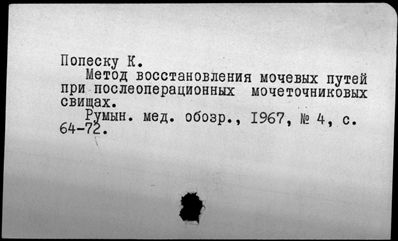 Попеску К.
Метод восстановления мочевых путей
при послеоперационных мочеточниковых
свищах.
Румын. мед. обозр., 1967, № 4, с.
64-72.